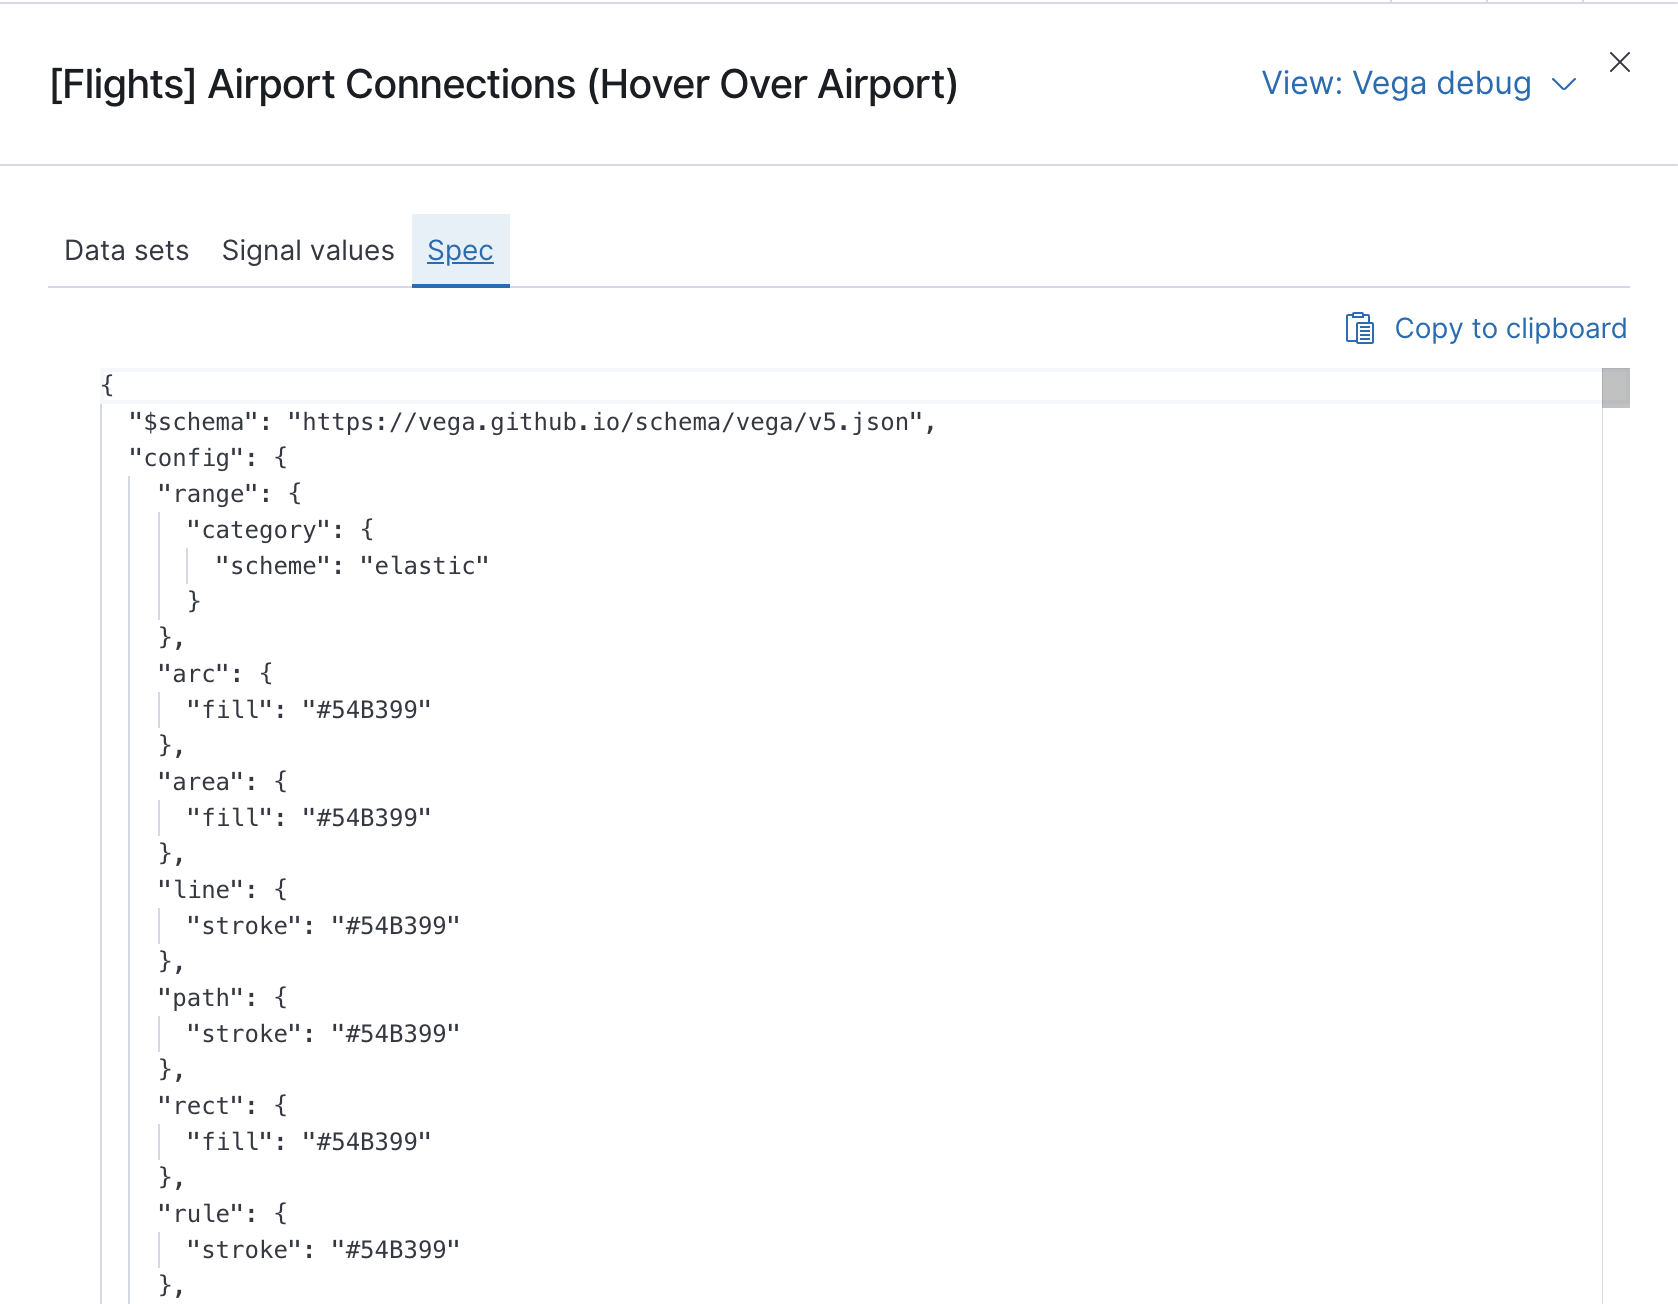 [Flights] Airport Connections (Hover Over Airport)
View: Vega debug
Data sets
Signal values
Spec
Copy to clipboard
{
  "$schema": "https://vega.github.io/schema/vega/v5.json",
  "config": {
    "range": {
      "category": {
        "scheme": "elastic"
      }
    },
    "arc": {
      "fill": "#54B399"
    },
    "area": {
      "fill": "#54B399"
    },
    "line": {
      "stroke": "#54B399"
    },
    "path": {
      "stroke": "#54B399"
    },
    "rect": {
      "fill": "#54B399"
    },
    "rule": {
      "stroke": "#54B399"
    },